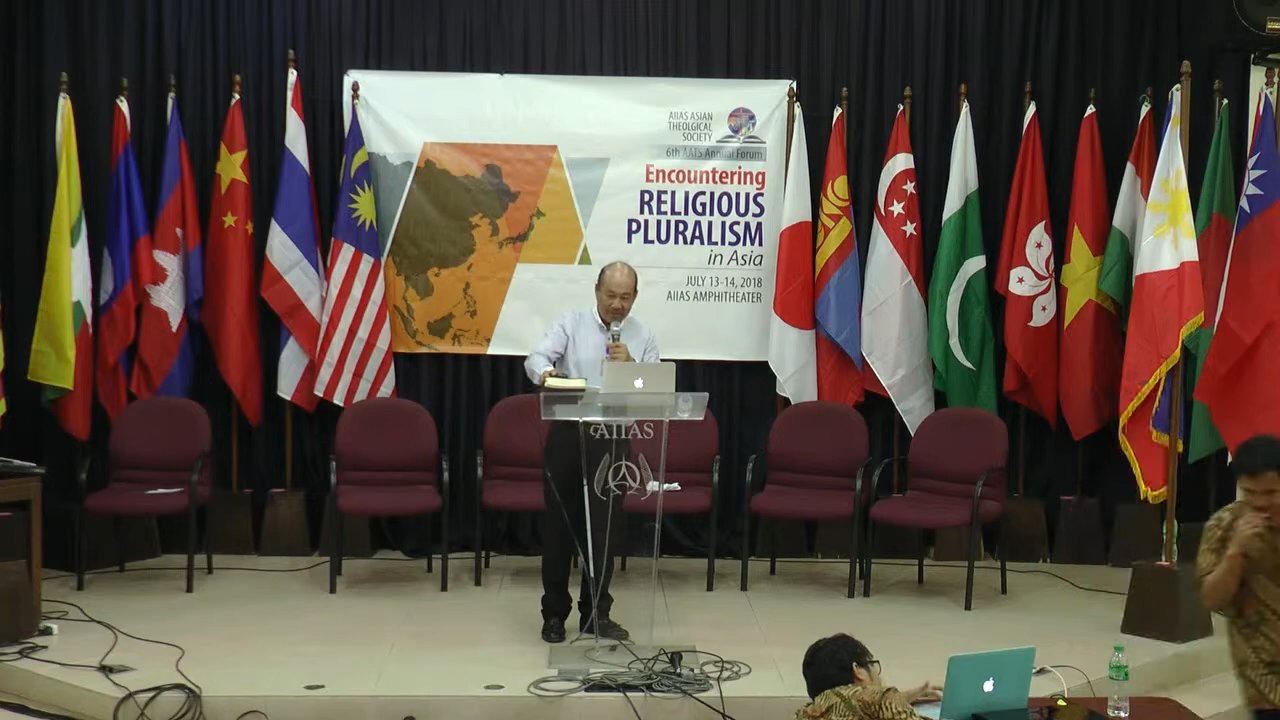 AIIAS ASIAN
THEOLGICAL
SOCIETY
6th AATS Annual Forum
Encountering
RELIGIOUS
PLURALISM
in Asia
JULY 13-14, 2018
AIIAS AMPHITHEATER
AIIAS